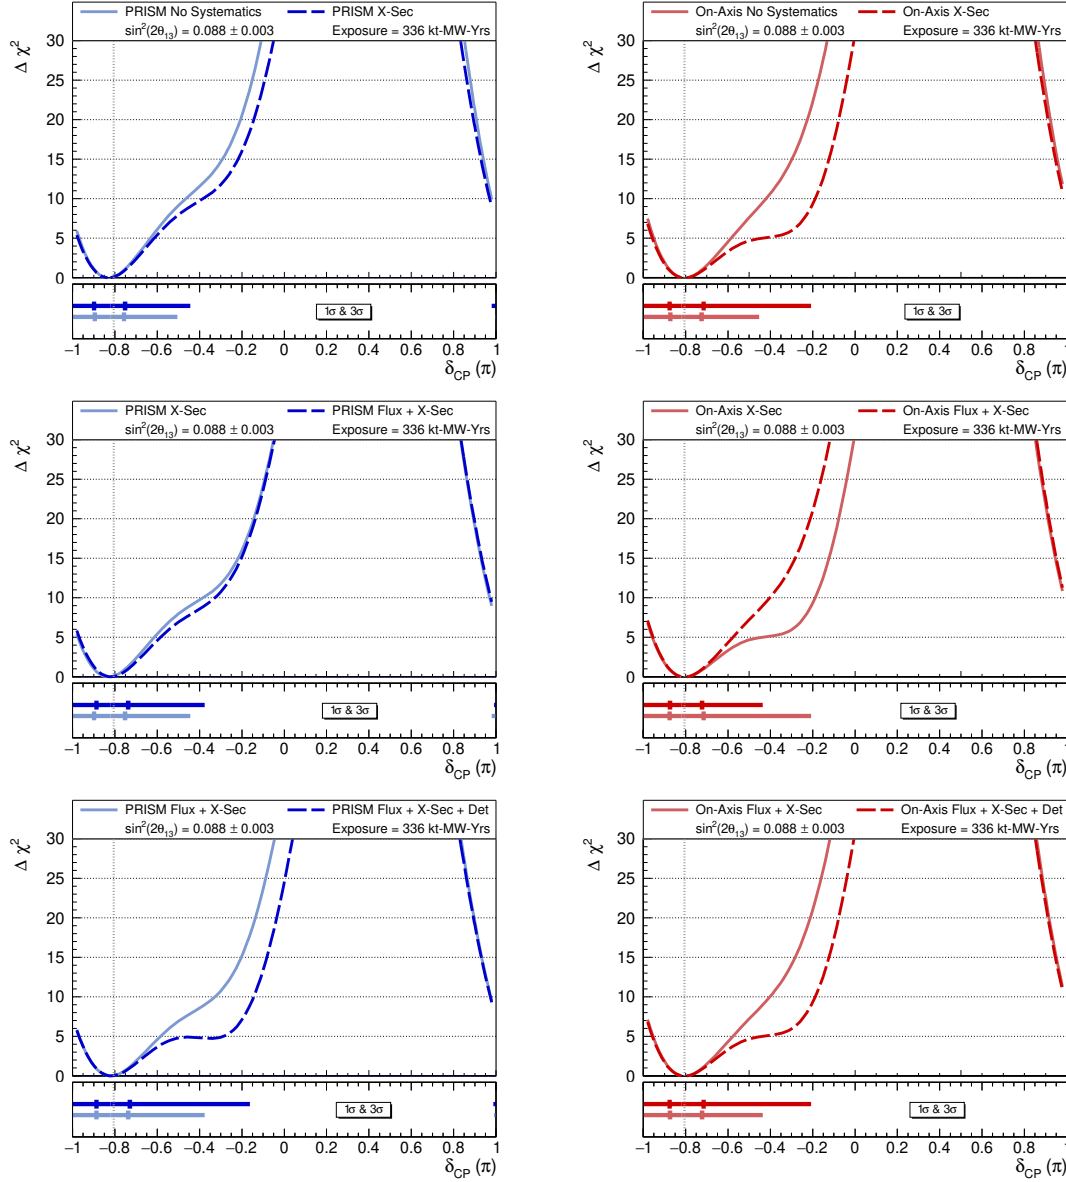 PRISM No Systematics PRISM X-Sec
sin²(2θ₁₃) = 0.088 ± 0.003 Exposure = 336 kt-MW-Yrs
Δ χ²
30
25
20
15
10
5
0
1σ & 3σ
−1 −0.8 −0.6 −0.4 −0.2 0 0.2 0.4 0.6 0.8 1
δCP (π)
On-Axis No Systematics On-Axis X-Sec
sin²(2θ₁₃) = 0.088 ± 0.003 Exposure = 336 kt-MW-Yrs
Δ χ²
30
25
20
15
10
5
0
1σ & 3σ
−1 −0.8 −0.6 −0.4 −0.2 0 0.2 0.4 0.6 0.8 1
δCP (π)
PRISM X-Sec PRISM Flux + X-Sec
sin²(2θ₁₃) = 0.088 ± 0.003 Exposure = 336 kt-MW-Yrs
Δ χ²
30
25
20
15
10
5
0
1σ & 3σ
−1 −0.8 −0.6 −0.4 −0.2 0 0.2 0.4 0.6 0.8 1
δCP (π)
On-Axis X-Sec On-Axis Flux + X-Sec
sin²(2θ₁₃) = 0.088 ± 0.003 Exposure = 336 kt-MW-Yrs
Δ χ²
30
25
20
15
10
5
0
1σ & 3σ
−1 −0.8 −0.6 −0.4 −0.2 0 0.2 0.4 0.6 0.8 1
δCP (π)
PRISM Flux + X-Sec PRISM Flux + X-Sec + Det
sin²(2θ₁₃) = 0.088 ± 0.003 Exposure = 336 kt-MW-Yrs
Δ χ²
30
25
20
15
10
5
0
1σ & 3σ
−1 −0.8 −0.6 −0.4 −0.2 0 0.2 0.4 0.6 0.8 1
δCP (π)
On-Axis Flux + X-Sec On-Axis Flux + X-Sec + Det
sin²(2θ₁₃) = 0.088 ± 0.003 Exposure = 336 kt-MW-Yrs
Δ χ²
30
25
20
15
10
5
0
1σ & 3σ
−1 −0.8 −0.6 −0.4 −0.2 0 0.2 0.4 0.6 0.8 1
δCP (π)